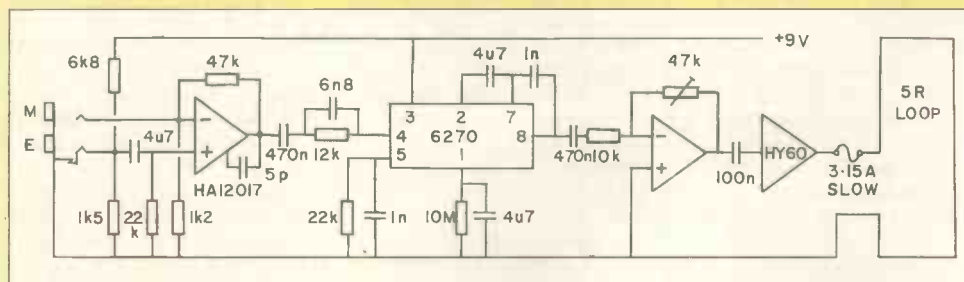 6k8
47k
6n8
4u7
1n
+9V
47k
5R
LOOP
M
E
4u7
−
+
HA12017
5p
470n
12k
3
2
7
4
6270
8
5
1
470n
10k
−
+
100n
HY60
3·15A
SLOW
1k5
22
k
1k2
22k
1n
10M
4u7